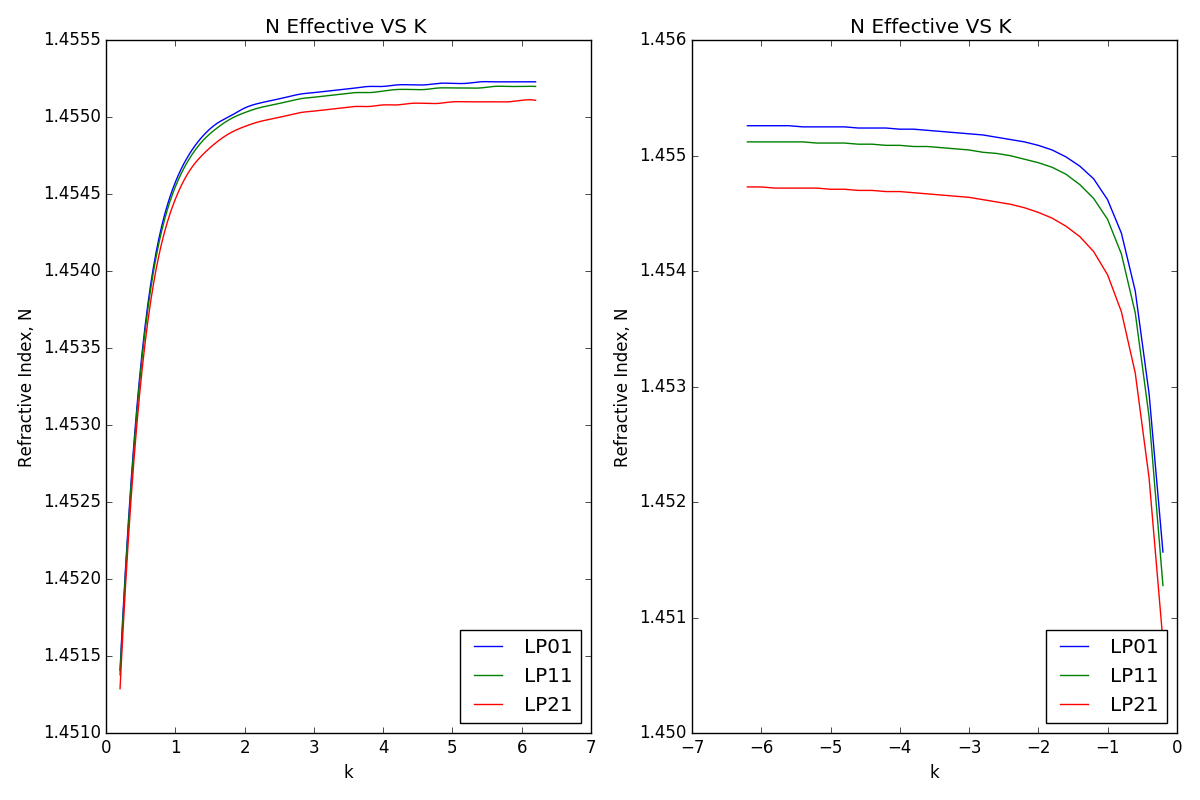 N Effective VS K
1.4555
1.4550
1.4545
1.4540
1.4535
1.4530
1.4525
1.4520
1.4515
1.4510
Refractive Index, N
0 1 2 3 4 5 6 7
k
LP01
LP11
LP21
N Effective VS K
1.456
1.455
1.454
1.453
1.452
1.451
1.450
Refractive Index, N
−7 −6 −5 −4 −3 −2 −1 0
k
LP01
LP11
LP21